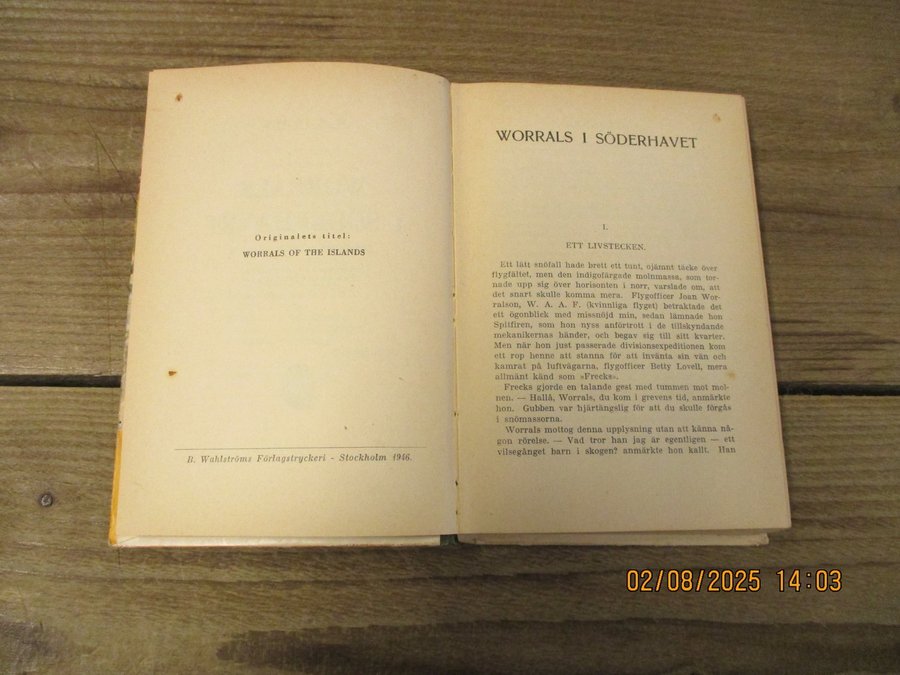 Originalets titel:
WORRALS OF THE ISLANDS
B. Wahlströms Förlagstryckeri - Stockholm 1946.
WORRALS I SÖDERHAVET
I.
ETT LIVSTECKEN.
Ett lätt snöfall hade brett ett tunt, ojämnt täcke över
flygfältet, men den indigofärgade molnmassa, som tor-
nade upp sig över horisonten i norr, varslade om, att
det snart skulle komma mera. Flygofficer Joan Wor-
ralson, W. A. A. F. (kvinnliga flyget) betraktade det
ett ögonblick med missnöjd min, sedan lämnade hon
Spitfiren, som hon nyss anförtrott i de tillskyndande
mekanikernas händer, och begav sig till sitt kvarter.
Men när hon just passerade divisionsexpeditionen kom
ett rop henne att stanna för att invänta sin vän och
kamrat på luftvägarna, flygofficer Betty Lovell, mera
allmänt känd som »Frecks».
Frecks gjorde en talande gest med tummen mot mol-
nen. — Hallå, Worrals, du kom i grevens tid, anmärkte
hon. Gubben var hjärtängslig för att du skulle förgås
i snömassorna.
Worrals mottog denna upplysning utan att känna nå-
gon rörelse. — Vad tror han jag är egentligen — ett
vilsegånget barn i skogen? anmärkte hon kallt. Han
02/08/2025 14:03